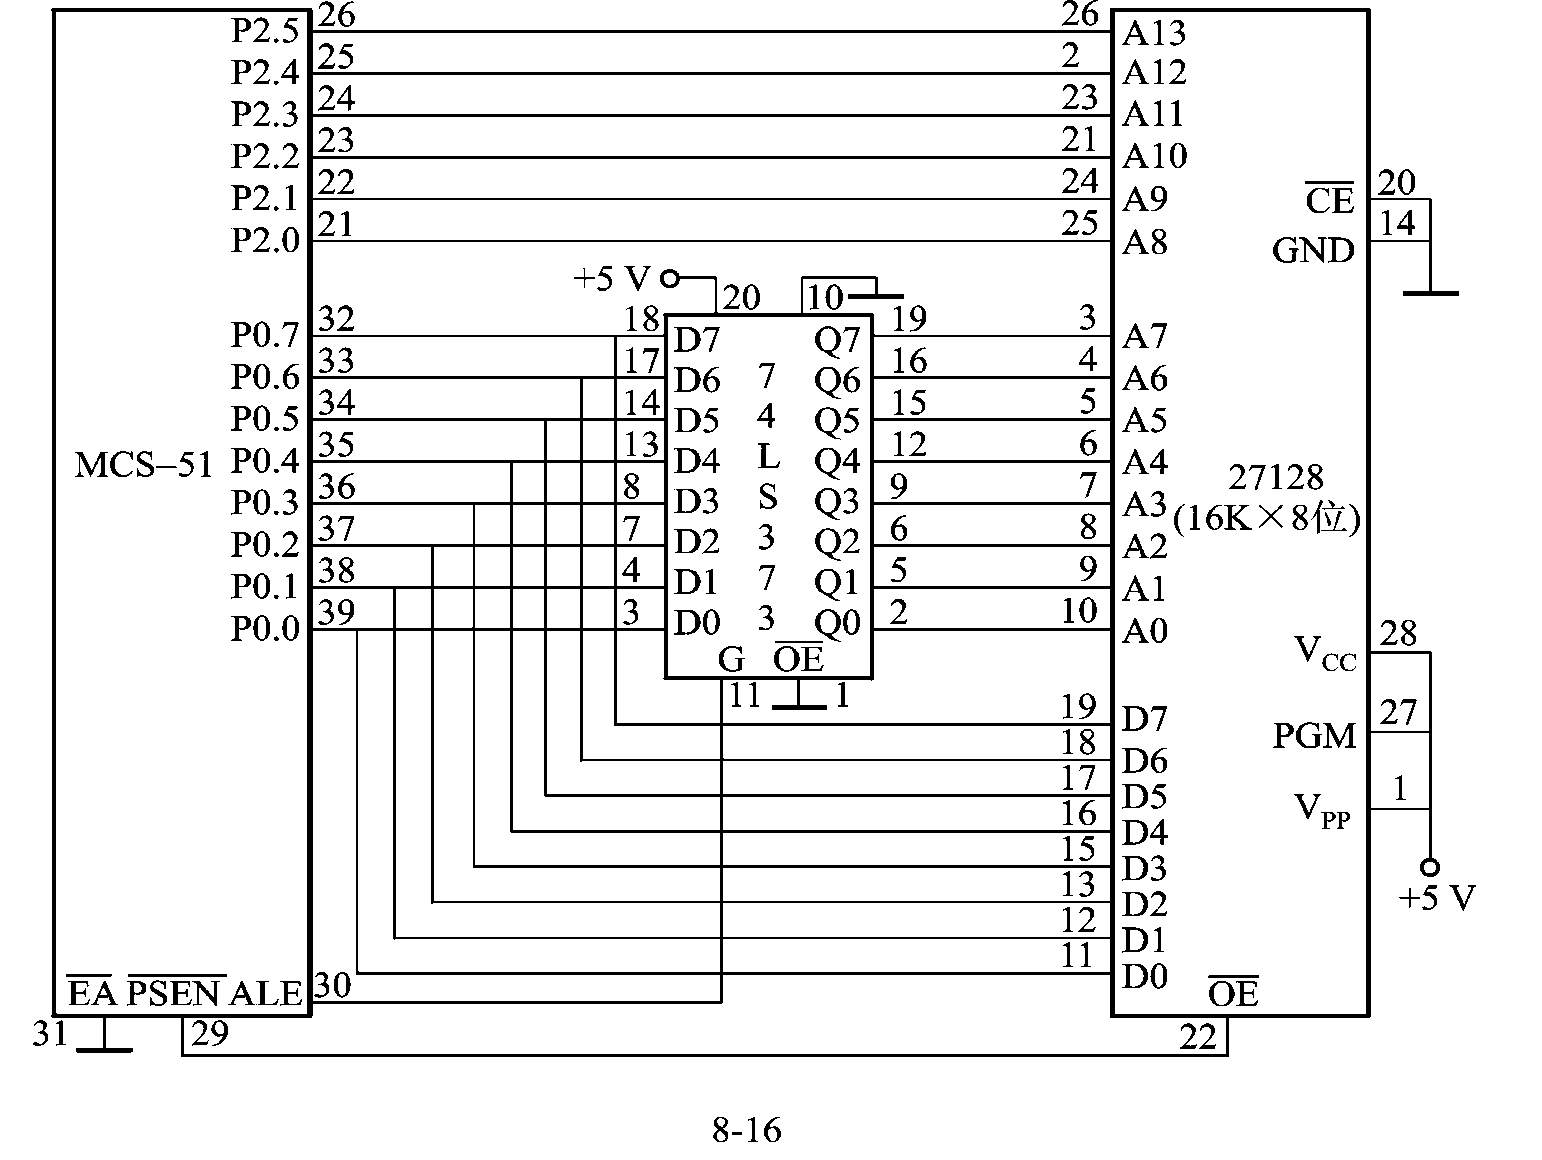 P2.5 26 26 A13
P2.4 25 2 A12
P2.3 24 23 A11
P2.2 23 21 A10
P2.1 22 24 A9 CE 20
P2.0 21 25 A8 GND 14
+5 V 20 10
P0.7 32 18 D7 Q7 19 3 A7
P0.6 33 17 D6 7 Q6 16 4 A6
P0.5 34 14 D5 4 Q5 15 5 A5
MCS-51 P0.4 35 13 D4 L Q4 12 6 A4 27128
P0.3 36 8 D3 S Q3 9 7 A3 (16K×8位)
P0.2 37 7 D2 3 Q2 6 8 A2
P0.1 38 4 D1 7 Q1 5 9 A1
P0.0 39 3 D0 3 Q0 2 10 A0
G OE VCC 28
11 1
19 D7 PGM 27
18 D6
17 D5 VPP 1
16 D4
15 D3
13 D2 +5 V
12 D1
11 D0
EA PSEN ALE 30 OE
31 29 22
8-16